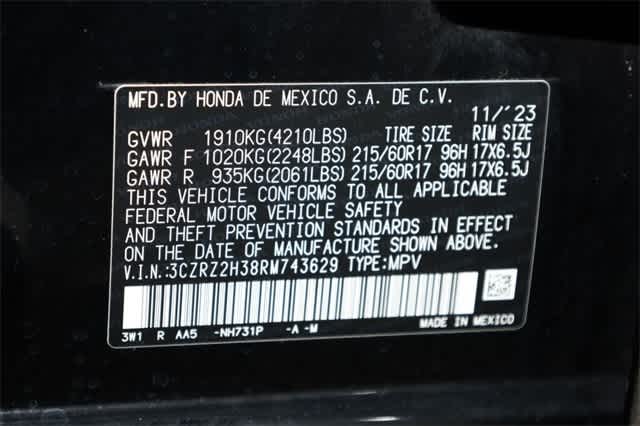 MFD.BY HONDA DE MEXICO S.A. DE C.V.
11/'23
GVWR 1910KG(4210LBS) TIRE SIZE RIM SIZE
GAWR F 1020KG(2248LBS) 215/60R17 96H 17X6.5J
GAWR R 935KG(2061LBS) 215/60R17 96H 17X6.5J
THIS VEHICLE CONFORMS TO ALL APPLICABLE
FEDERAL MOTOR VEHICLE SAFETY
AND THEFT PREVENTION STANDARDS IN EFFECT
ON THE DATE OF MANUFACTURE SHOWN ABOVE.
V.I.N.:3CZRZ2H38RM743629 TYPE:MPV
3W1 R AA5 -NH731P -A -M
MADE IN MEXICO